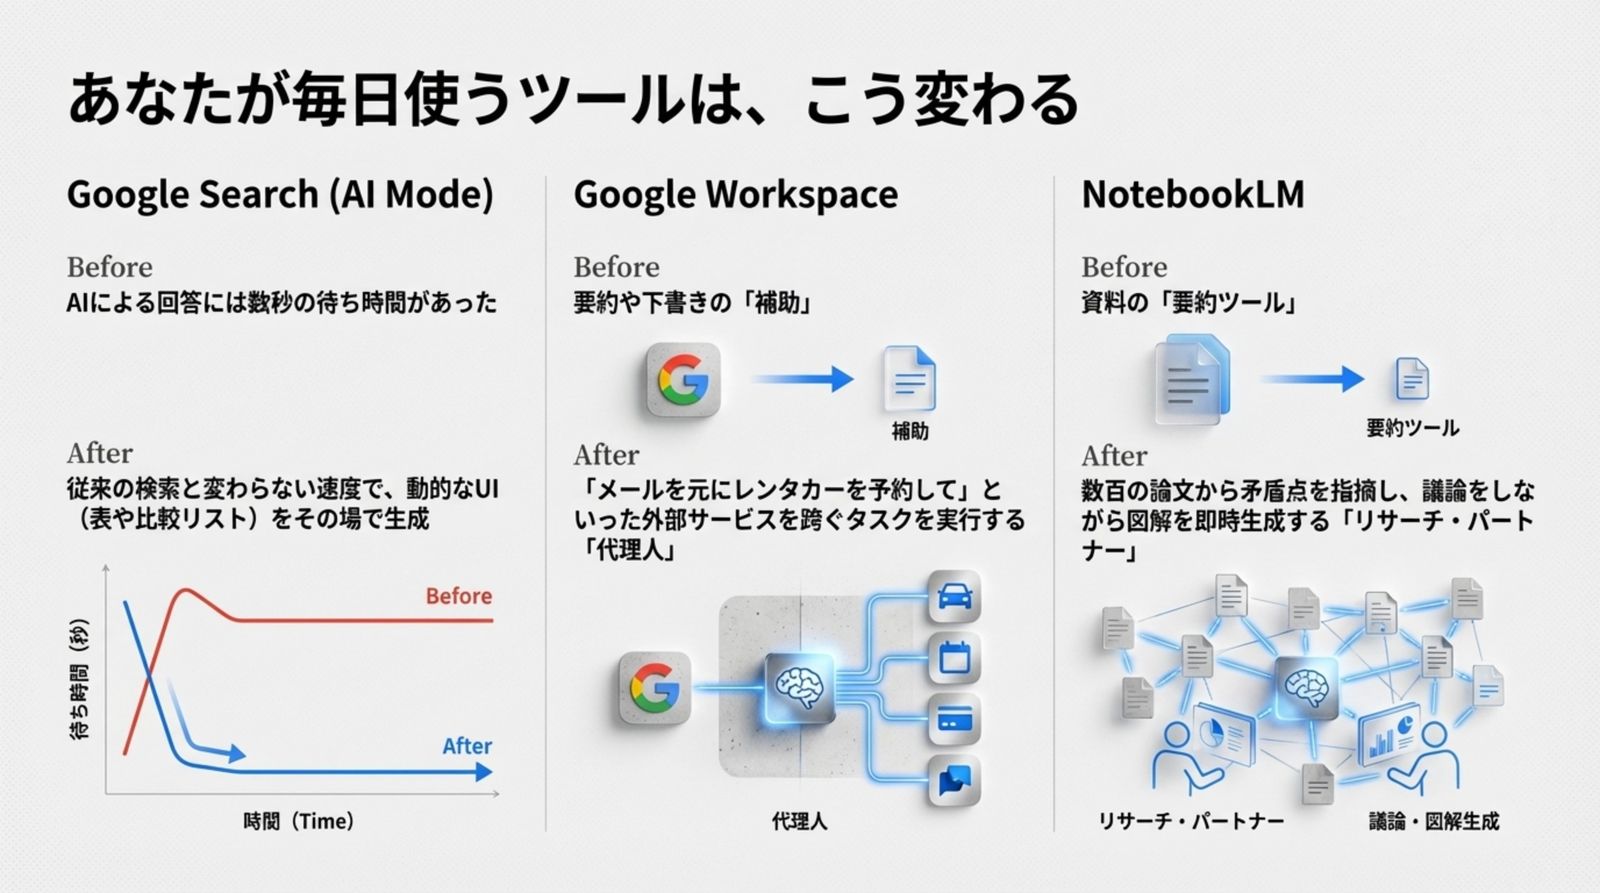 あなたが毎日使うツールは、こう変わる
Google Search (AI Mode)
Before
AIによる回答には数秒の待ち時間があった
After
従来の検索と変わらない速度で、動的なUI
（表や比較リスト）をその場で生成
待ち時間（秒）
Before
After
時間（Time）
Google Workspace
Before
要約や下書きの「補助」
補助
After
「メールを元にレンタカーを予約して」と
いった外部サービスを跨ぐタスクを実行する
「代理人」
代理人
NotebookLM
Before
資料の「要約ツール」
要約ツール
After
数百の論文から矛盾点を指摘し、議論をしな
がら図解を即時生成する「リサーチ・パート
ナー」
リサーチ・パートナー
議論・図解生成